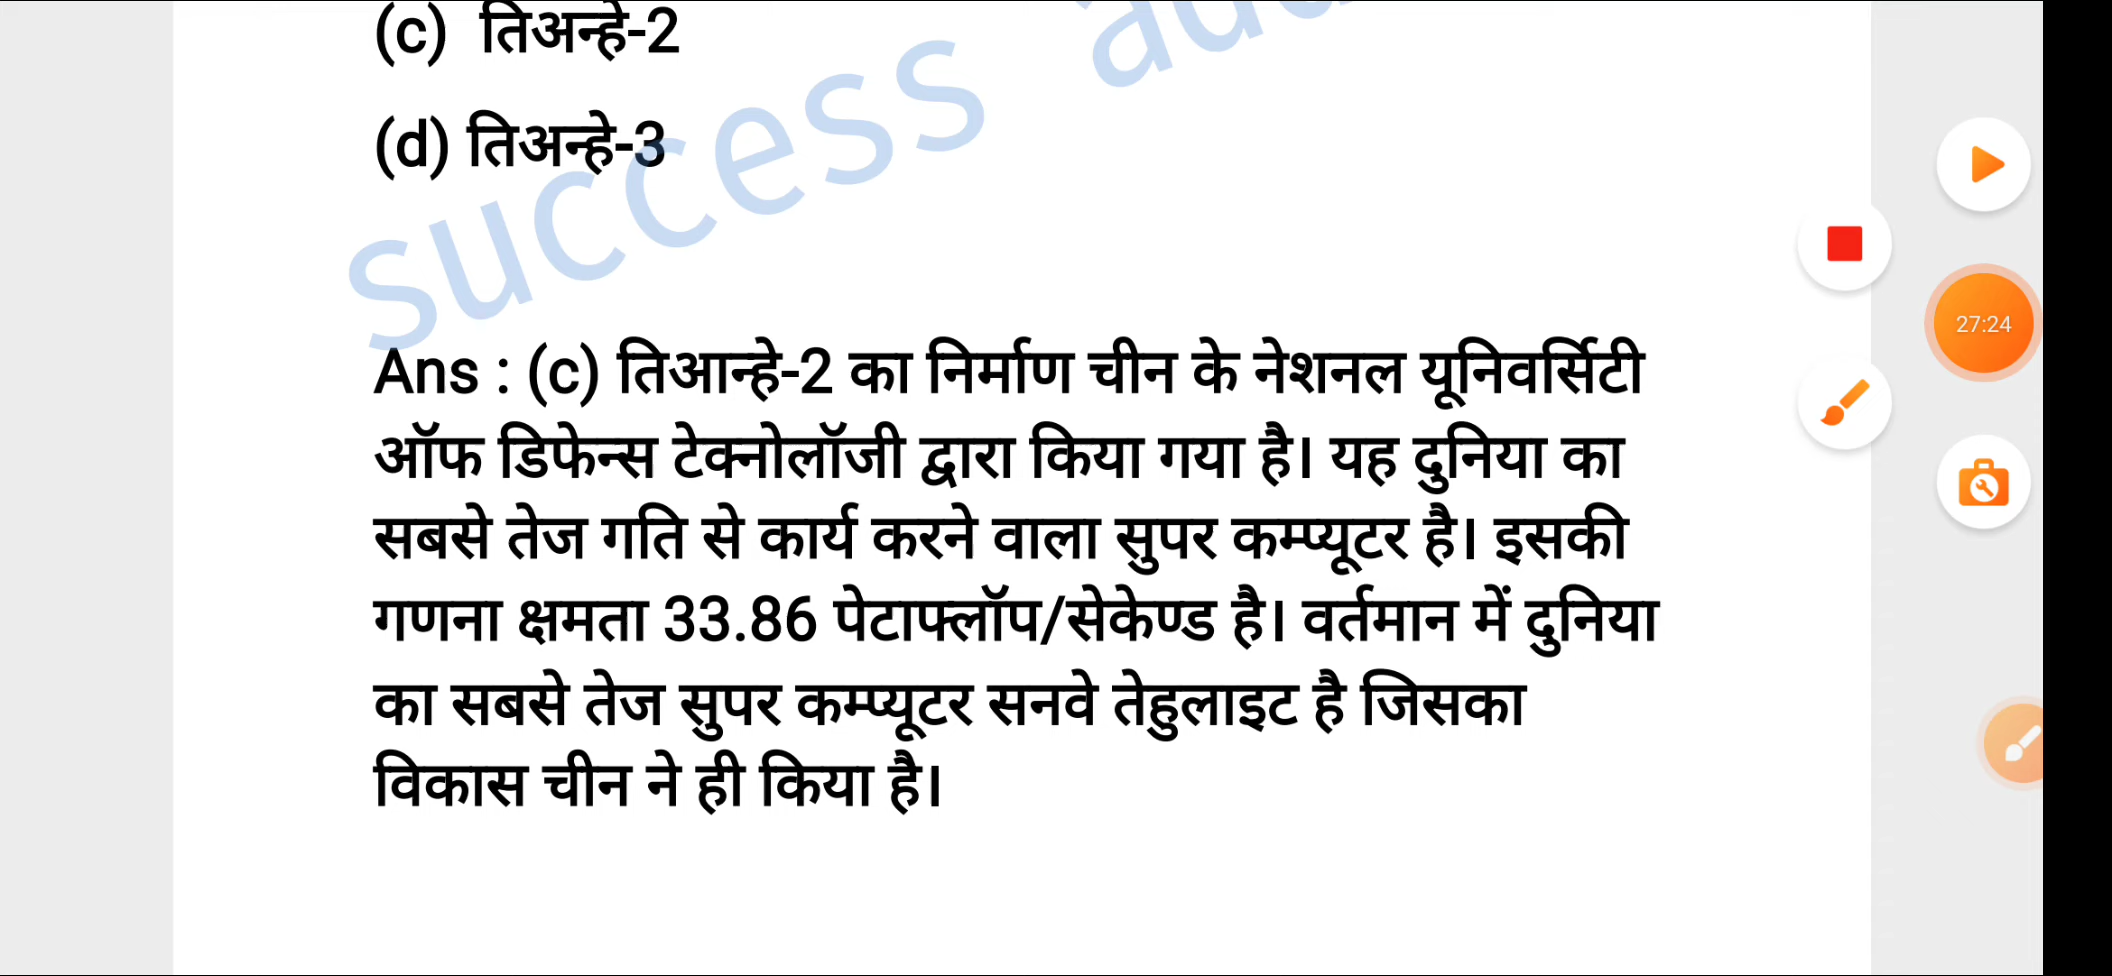 (c) तिअन्हे-2
(d) तिअन्हे-3
success
Ans : (c) तिआन्हे-2 का निर्माण चीन के नेशनल यूनिवर्सिटी
ऑफ डिफेन्स टेक्नोलॉजी द्वारा किया गया है। यह दुनिया का
सबसे तेज गति से कार्य करने वाला सुपर कम्प्यूटर है। इसकी
गणना क्षमता 33.86 पेटाफ्लॉप/सेकेण्ड है। वर्तमान में दुनिया
का सबसे तेज सुपर कम्प्यूटर सनवे तेहुलाइट है जिसका
विकास चीन ने ही किया है।
27:24